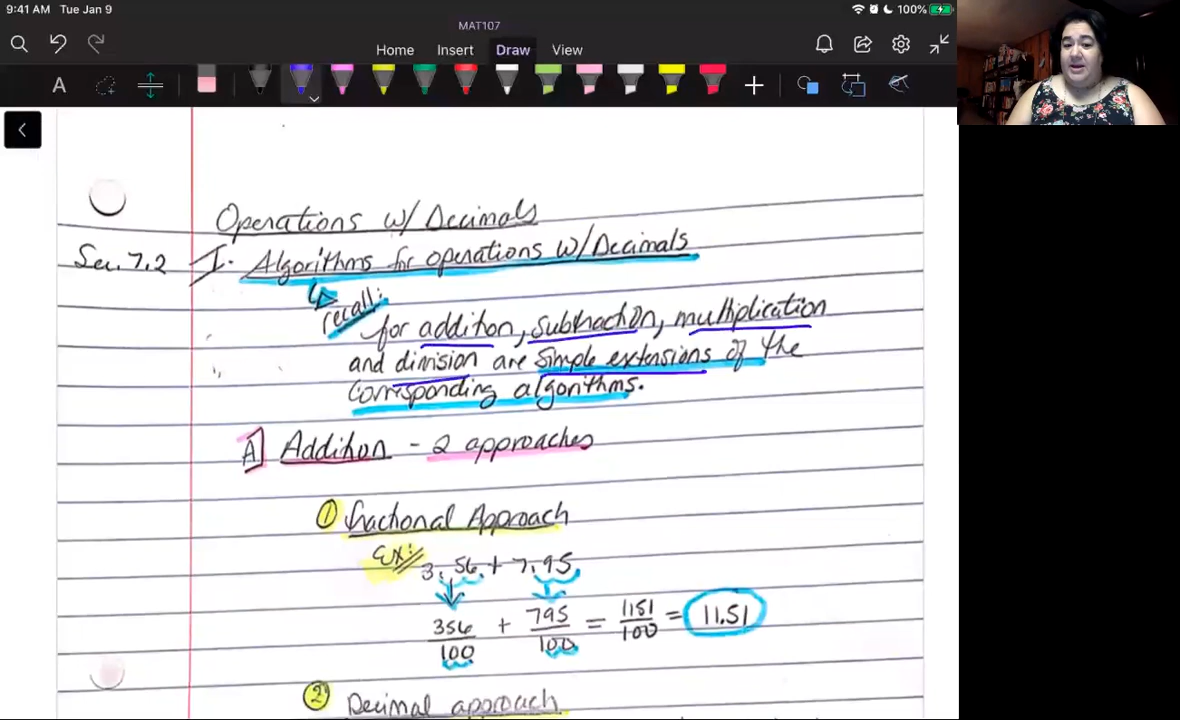 9:41 AM Tue Jan 9
100%
MAT107
Home Insert Draw View
A
Operations w/ Decimals
Sec. 7.2 I. Algorithms for operations w/ Decimals
recall:
for addition, subtraction, multiplication
and division are simple extensions of the
corresponding algorithms.
A] Addition - 2 approaches
① fractional Approach
Ex: 3.56 + 7.95
356/100 + 795/100 = 1151/100 = 11.51
② Decimal approach